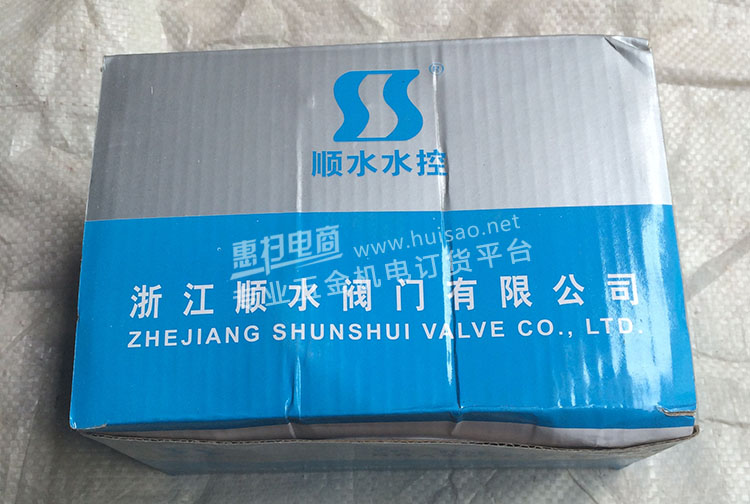 ®
顺水水控
惠扫电商 www.huisao.net
专业五金机电订货平台
浙江顺水阀门有限公司
ZHEJIANG SHUNSHUI VALVE CO., LTD.